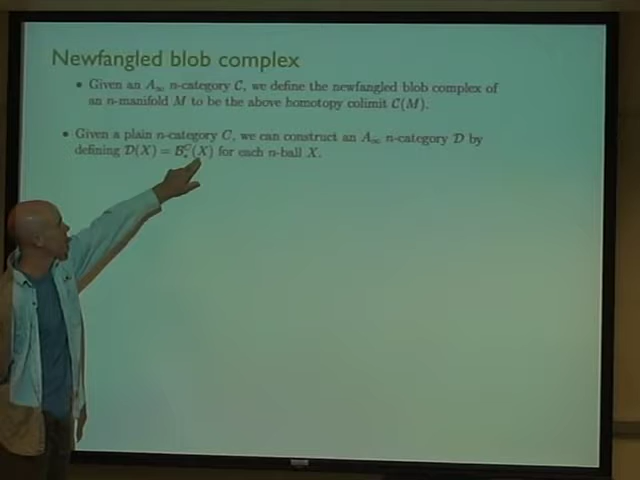 Newfangled blob complex
• Given an A∞ n-category C, we define the newfangled blob complex of
an n-manifold M to be the above homotopy colimit C(M).
• Given a plain n-category C, we can construct an A∞ n-category D by
defining D(X) = B^C_*(X) for each n-ball X.